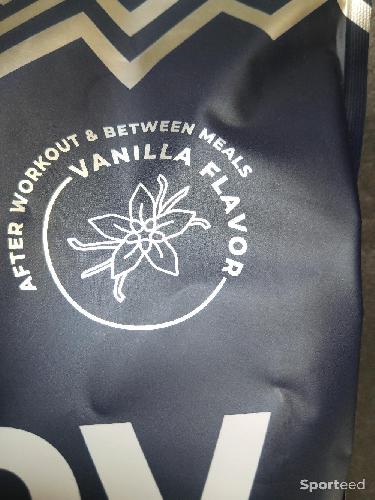 AFTER WORKOUT & BETWEEN MEALS
VANILLA FLAVOR
Sporteed